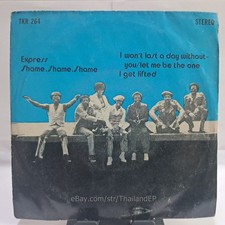 TKR 264
STEREO
Express
Shame..Shame..Shame
I won't last a day without-
you/let me be the one
I get lifted
eBay.com/str/ThailandEP